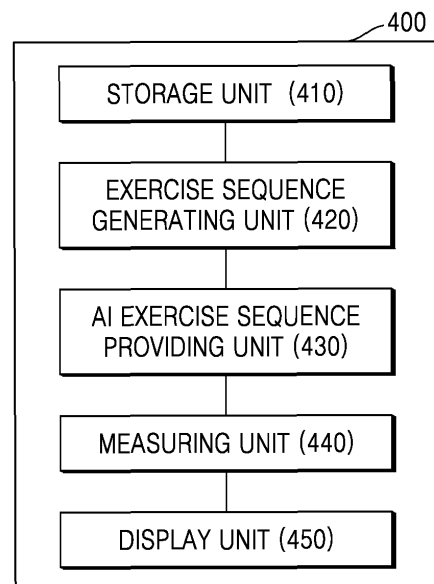 400
STORAGE UNIT (410)
EXERCISE SEQUENCE
GENERATING UNIT (420)
AI EXERCISE SEQUENCE
PROVIDING UNIT (430)
MEASURING UNIT (440)
DISPLAY UNIT (450)